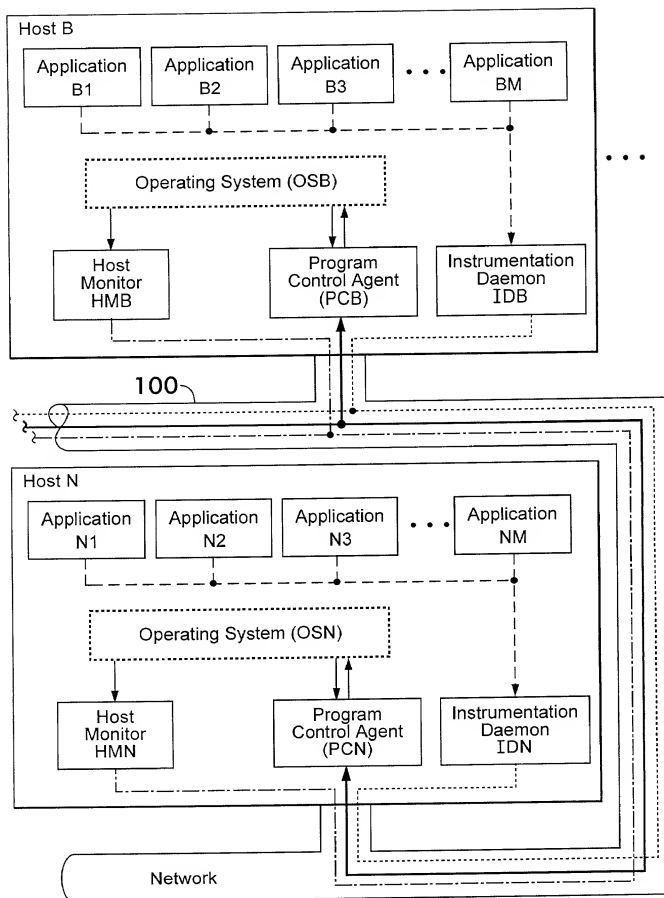 Host B
Application
B1
Application
B2
Application
B3
Application
BM
Operating System (OSB)
Host
Monitor
HMB
Program
Control Agent
(PCB)
Instrumentation
Daemon
IDB
100
Host N
Application
N1
Application
N2
Application
N3
Application
NM
Operating System (OSN)
Host
Monitor
HMN
Program
Control Agent
(PCN)
Instrumentation
Daemon
IDN
Network